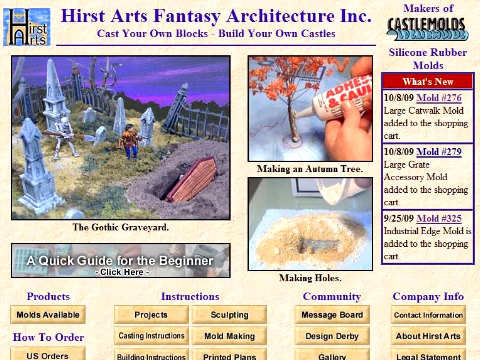 Hirst
Arts
Hirst Arts Fantasy Architecture Inc.
Cast Your Own Blocks - Build Your Own Castles
Makers of
CASTLEMOLDS
Silicone Rubber
Molds
What's New
10/8/09 Mold #276
Large Catwalk Mold
added to the shopping
cart.
10/8/09 Mold #279
Large Grate
Accessory Mold
added to the shopping
cart.
9/25/09 Mold #325
Industrial Edge Mold is
added to the shopping
cart.
ADHES
& CAUL
Making an Autumn Tree.
The Gothic Graveyard.
A Quick Guide for the Beginner
- Click Here -
Making Holes.
Products
Molds Available
How To Order
US Orders
Instructions
Projects
Sculpting
Casting Instructions
Mold Making
Building Instructions
Printed Plans
Community
Message Board
Design Derby
Gallery
Company Info
Contact Information
About Hirst Arts
Legal Statement